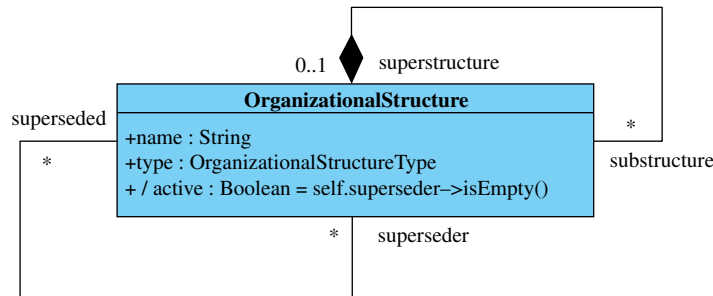 0..1
superstructure
OrganizationalStructure
superseded
*
+name : String
+type : OrganizationalStructureType
+ / active : Boolean = self.superseder–>isEmpty()
*
substructure
*
superseder